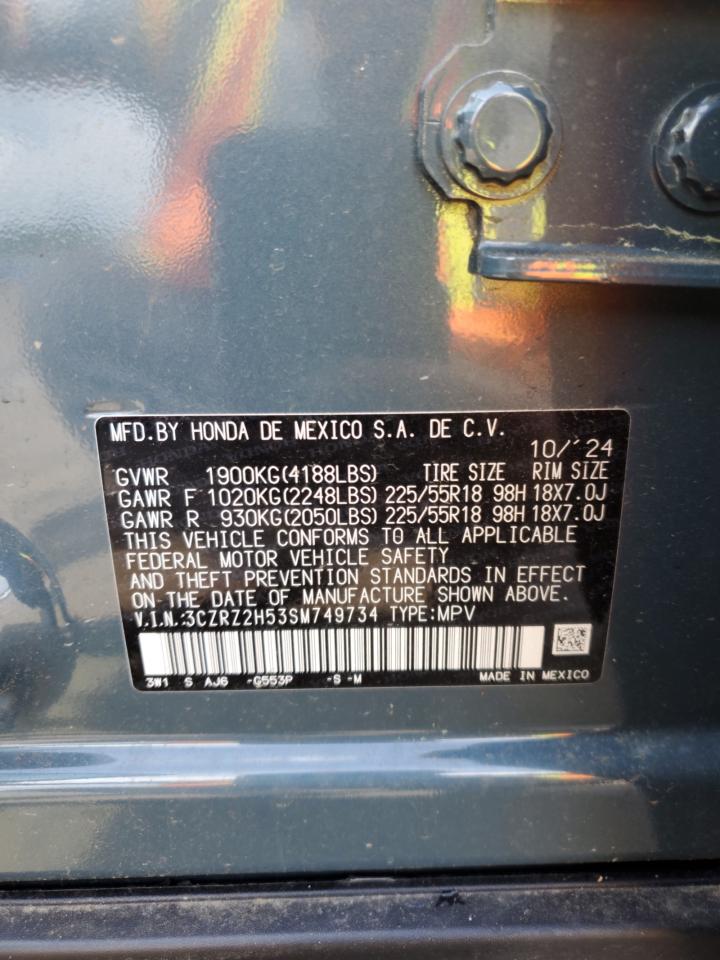 MFD.BY HONDA DE MEXICO S.A. DE C.V.
10/´24
GVWR 1900KG(4188LBS) TIRE SIZE RIM SIZE
GAWR F 1020KG(2248LBS) 225/55R18 98H 18X7.0J
GAWR R 930KG(2050LBS) 225/55R18 98H 18X7.0J
THIS VEHICLE CONFORMS TO ALL APPLICABLE
FEDERAL MOTOR VEHICLE SAFETY
AND THEFT PREVENTION STANDARDS IN EFFECT
ON THE DATE OF MANUFACTURE SHOWN ABOVE.
V.I.N.:3CZRZ2H53SM749734 TYPE:MPV
3W1 S AJ6 -G553P -S -M MADE IN MEXICO